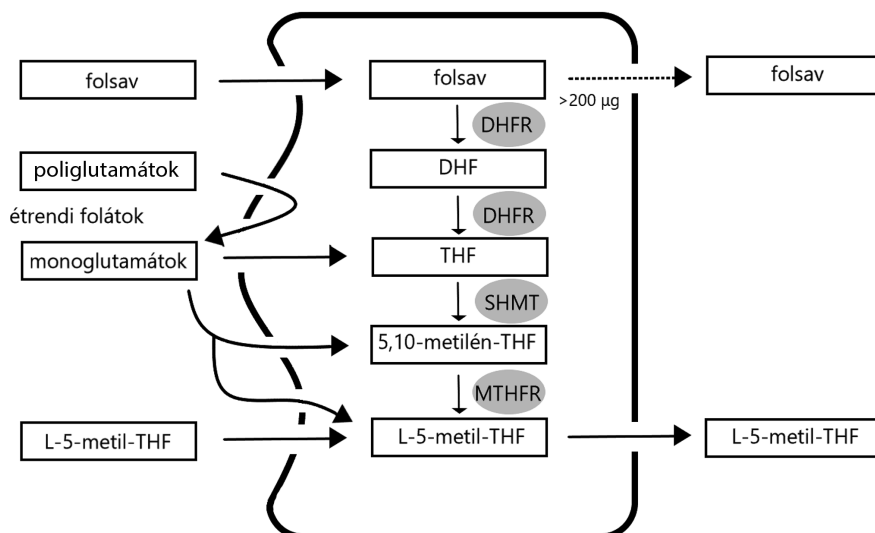 folsav
folsav
folsav
>200 µg
DHFR
poliglutamátok
DHF
étrendi folátok
DHFR
monoglutamátok
THF
SHMT
5,10-metilén-THF
MTHFR
L-5-metil-THF
L-5-metil-THF
L-5-metil-THF